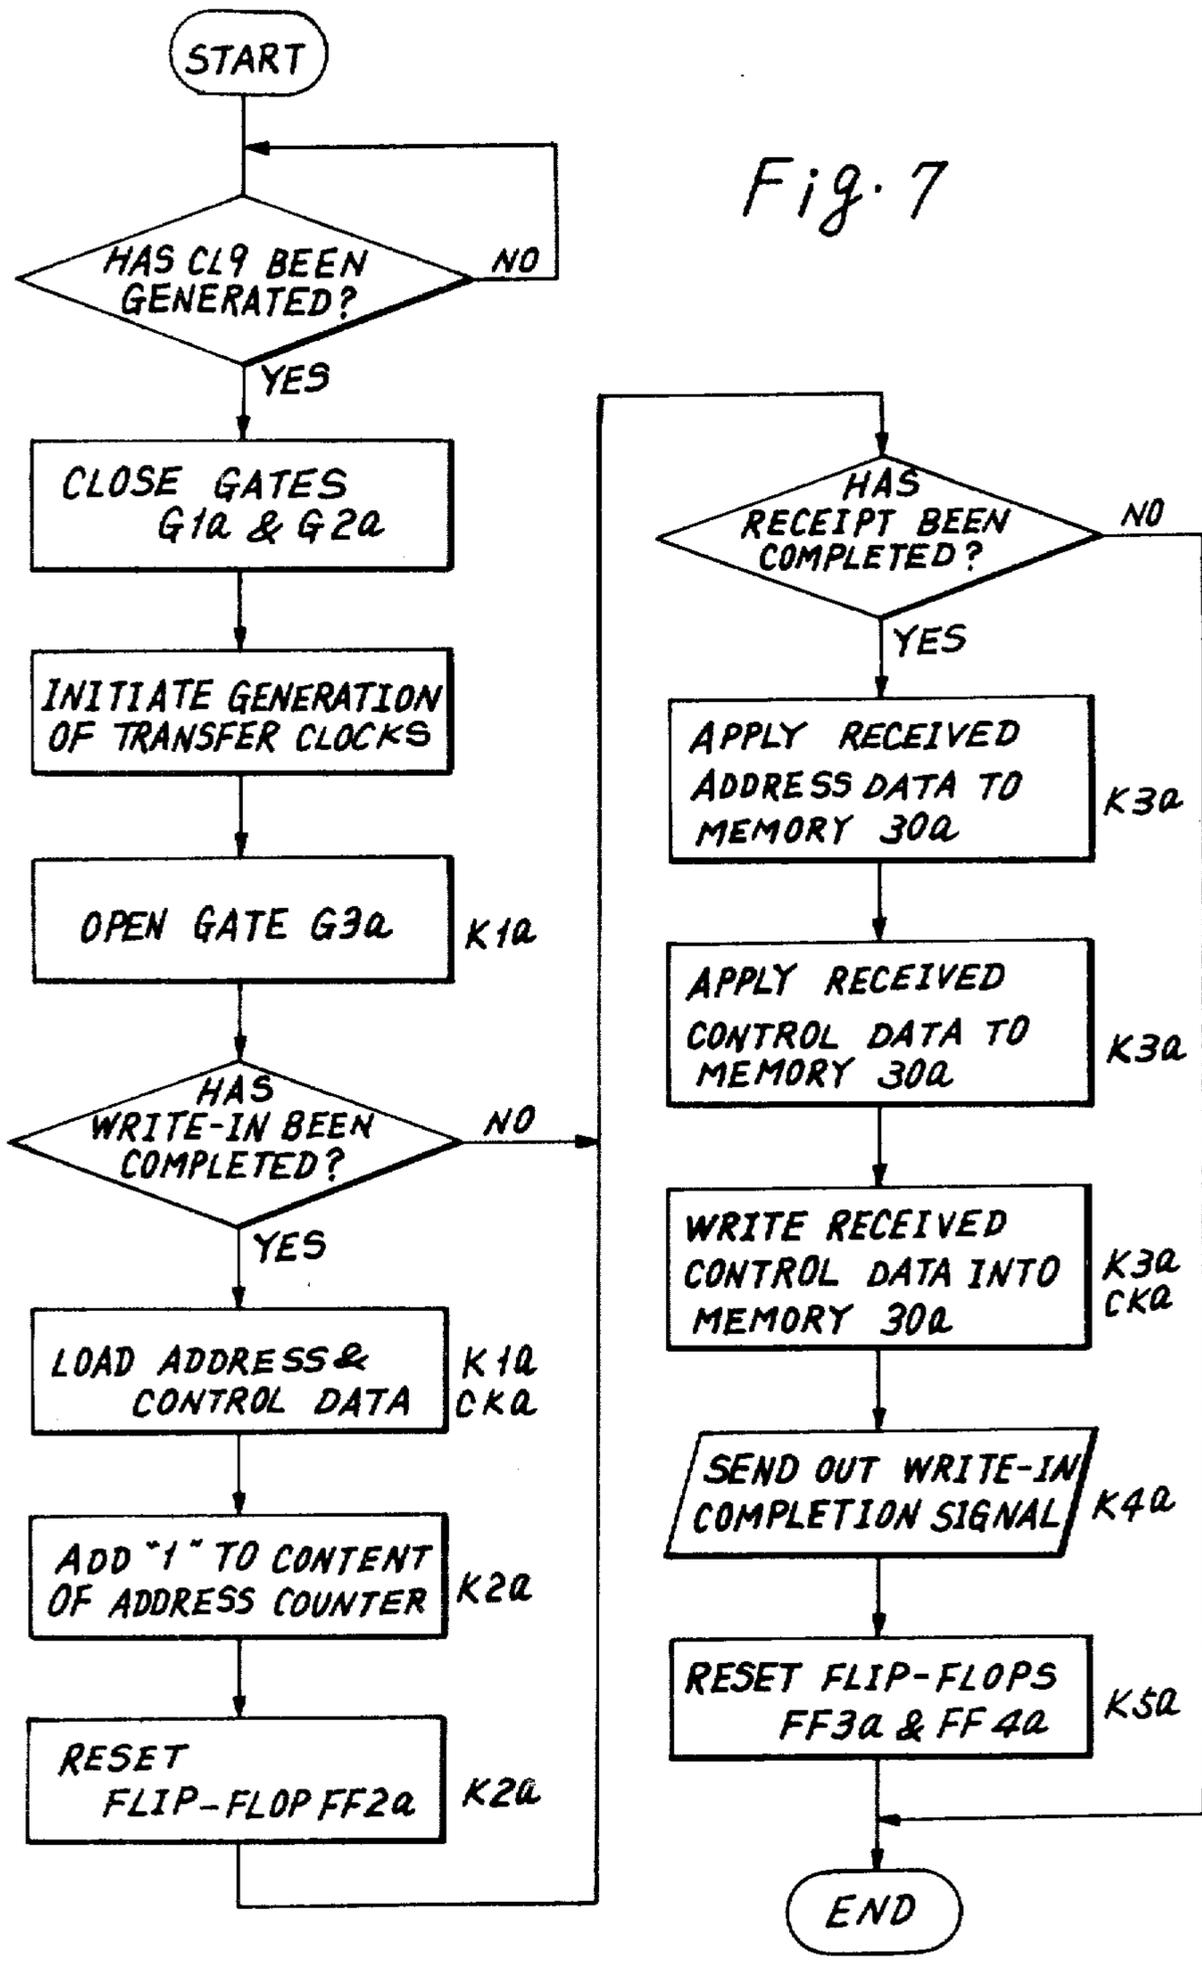 START
Fig. 7
HAS CL9 BEEN
GENERATED?
NO
YES
CLOSE GATES
G1a & G2a
INITIATE GENERATION
OF TRANSFER CLOCKS
OPEN GATE G3a
K1a
HAS
WRITE-IN BEEN
COMPLETED?
NO
YES
LOAD ADDRESS &
CONTROL DATA
K1a
CKa
ADD "1" TO CONTENT
OF ADDRESS COUNTER
K2a
RESET
FLIP-FLOP FF2a
K2a
HAS
RECEIPT BEEN
COMPLETED?
NO
YES
APPLY RECEIVED
ADDRESS DATA TO
MEMORY 30a
K3a
APPLY RECEIVED
CONTROL DATA TO
MEMORY 30a
K3a
WRITE RECEIVED
CONTROL DATA INTO
MEMORY 30a
K3a
CKa
SEND OUT WRITE-IN
COMPLETION SIGNAL
K4a
RESET FLIP-FLOPS
FF3a & FF4a
K5a
END